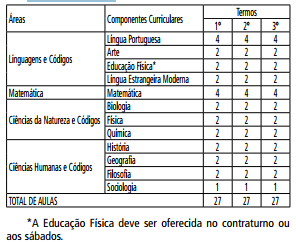 Áreas Componentes Curriculares Termos
1º 2º 3º
Linguagens e Códigos
Língua Portuguesa 4 4 4
Arte 2 2 2
Educação Física* 2 2 2
Língua Estrangeira Moderna 2 2 2
Matemática Matemática 4 4 4
Ciências da Natureza e Códigos
Biologia 2 2 2
Física 2 2 2
Química 2 2 2
Ciências Humanas e Códigos
História 2 2 2
Geografia 2 2 2
Filosofia 2 2 2
Sociologia 1 1 1
TOTAL DE AULAS 27 27 27
*A Educação Física deve ser oferecida no contraturno ou
aos sábados.